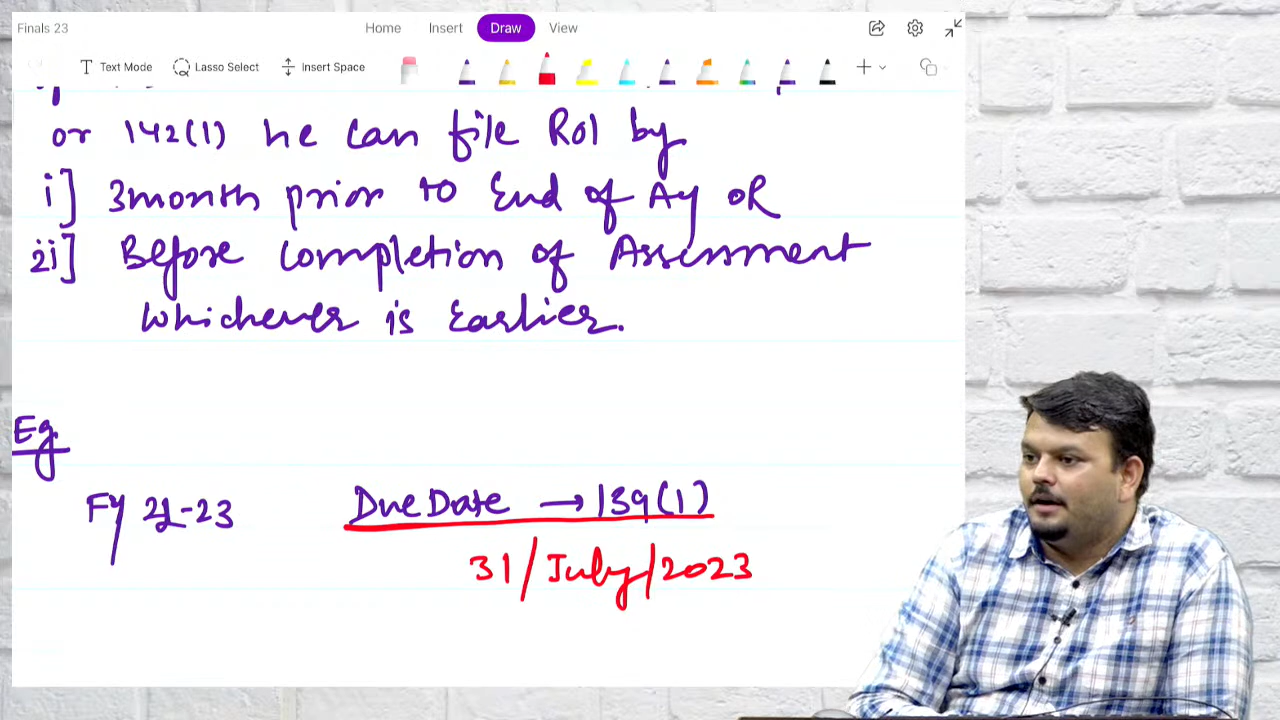 Finals 23
Home Insert Draw View
Text Mode Lasso Select Insert Space
or 142(1) he can file RoI by
i] 3month prior to End of Ay OR
ii] Before completion of Assessment
whichever is Earlier.
Eg.
Fy 22-23 Due Date → 139(1)
31/July/2023